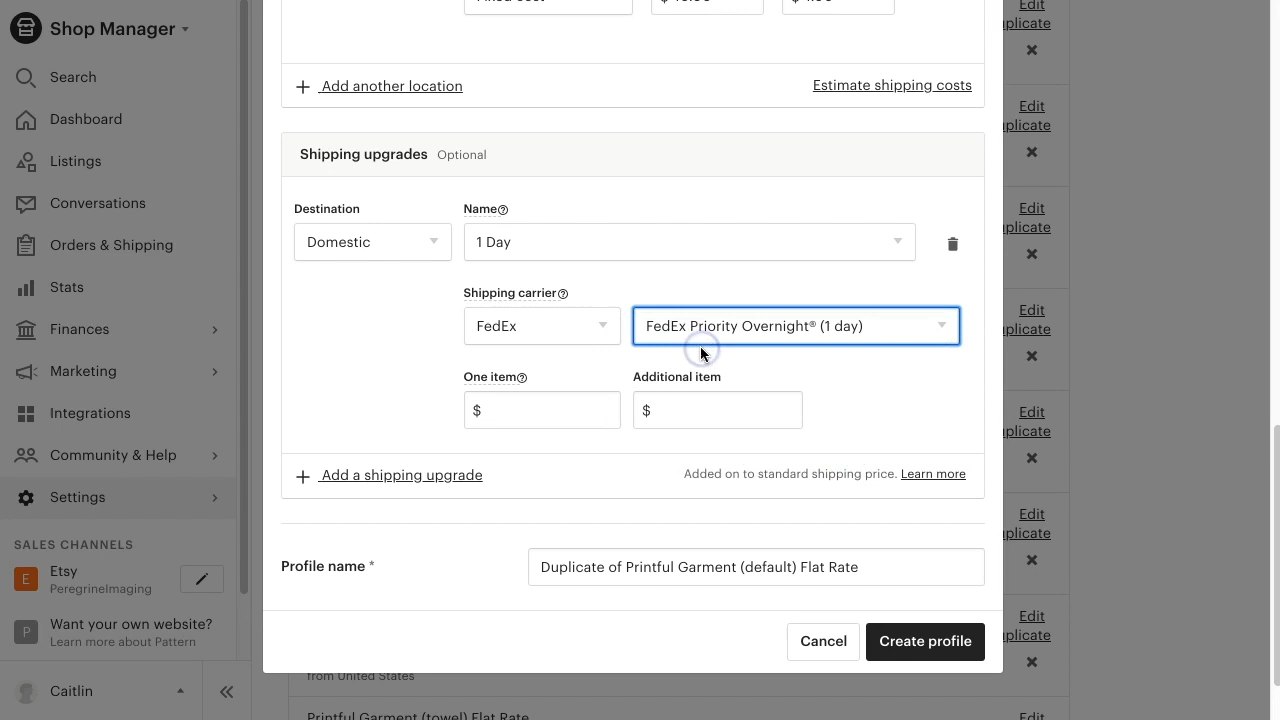 Shop Manager
Search
Dashboard
Listings
Conversations
Orders & Shipping
Stats
Finances
Marketing
Integrations
Community & Help
Settings
SALES CHANNELS
E
Etsy
PeregrineImaging
P
Want your own website?
Learn more about Pattern
Caitlin
Add another location
Estimate shipping costs
Shipping upgrades Optional
Destination
Name
Domestic
1 Day
Shipping carrier
FedEx
FedEx Priority Overnight® (1 day)
One item
Additional item
$
$
Add a shipping upgrade
Added on to standard shipping price. Learn more
Profile name *
Duplicate of Printful Garment (default) Flat Rate
Cancel
Create profile
from United States
Printful Garment (towel) Flat Rate
Edit
plicate
Edit
plicate
Edit
uplicate
Edit
plicate
Edit
plicate
Edit
uplicate
Edit
uplicate
Edit